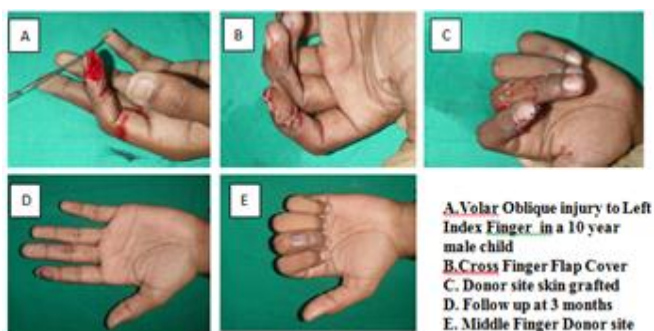 A
B
C
D
E
A.Volar Oblique injury to Left
Index Finger in a 10 year
male child
B.Cross Finger Flap Cover
C. Donor site skin grafted
D. Follow up at 3 months
E. Middle Finger Donor site